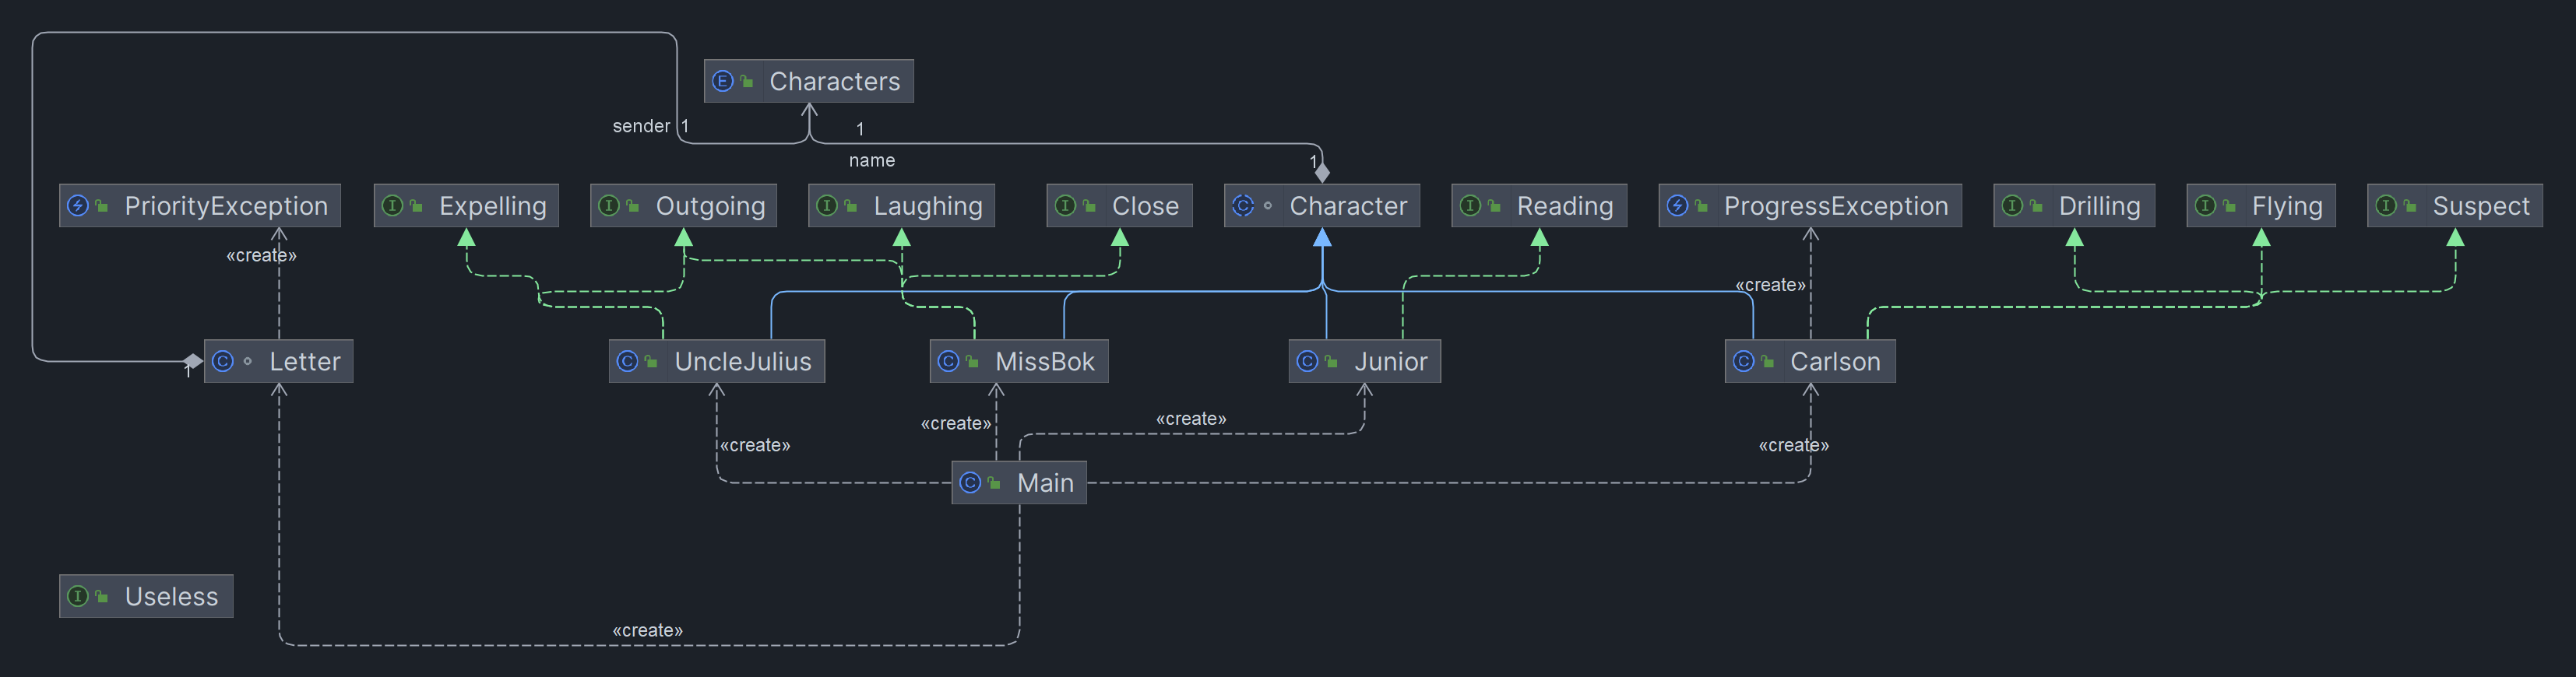 Characters
sender 1
1
name
1
PriorityException
Expelling
Outgoing
Laughing
Close
Character
Reading
ProgressException
Drilling
Flying
Suspect
«create»
«create»
Letter
1
UncleJulius
MissBok
Junior
Carlson
«create»
«create»
«create»
«create»
Main
Useless
«create»